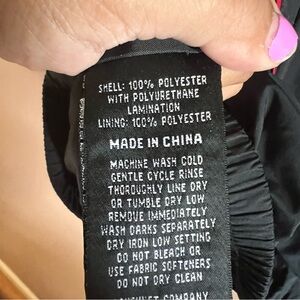 SHELL: 100% POLYESTER
WITH POLYURETHANE
LAMINATION
LINING: 100% POLYESTER
MADE IN CHINA
MACHINE WASH COLD
GENTLE CYCLE RINSE
THOROUGHLY LINE DRY
OR TUMBLE DRY LOW
REMOVE IMMEDIATELY
WASH DARKS SEPARATELY
DRY IRON LOW SETTING
DO NOT BLEACH OR
USE FABRIC SOFTENERS
DO NOT DRY CLEAN
COMPANY